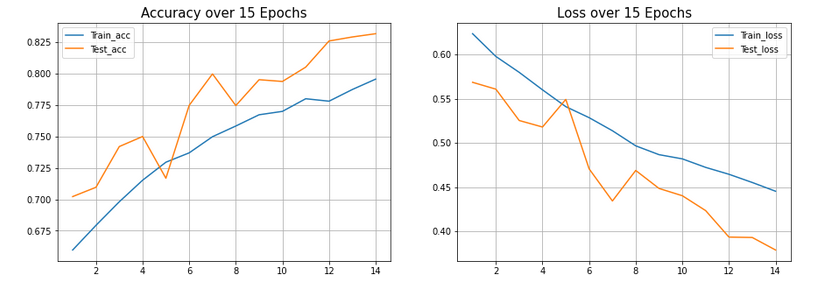 Accuracy over 15 Epochs
Train_acc
Test_acc
0.825
0.800
0.775
0.750
0.725
0.700
0.675
2 4 6 8 10 12 14
Loss over 15 Epochs
Train_loss
Test_loss
0.60
0.55
0.50
0.45
0.40
2 4 6 8 10 12 14